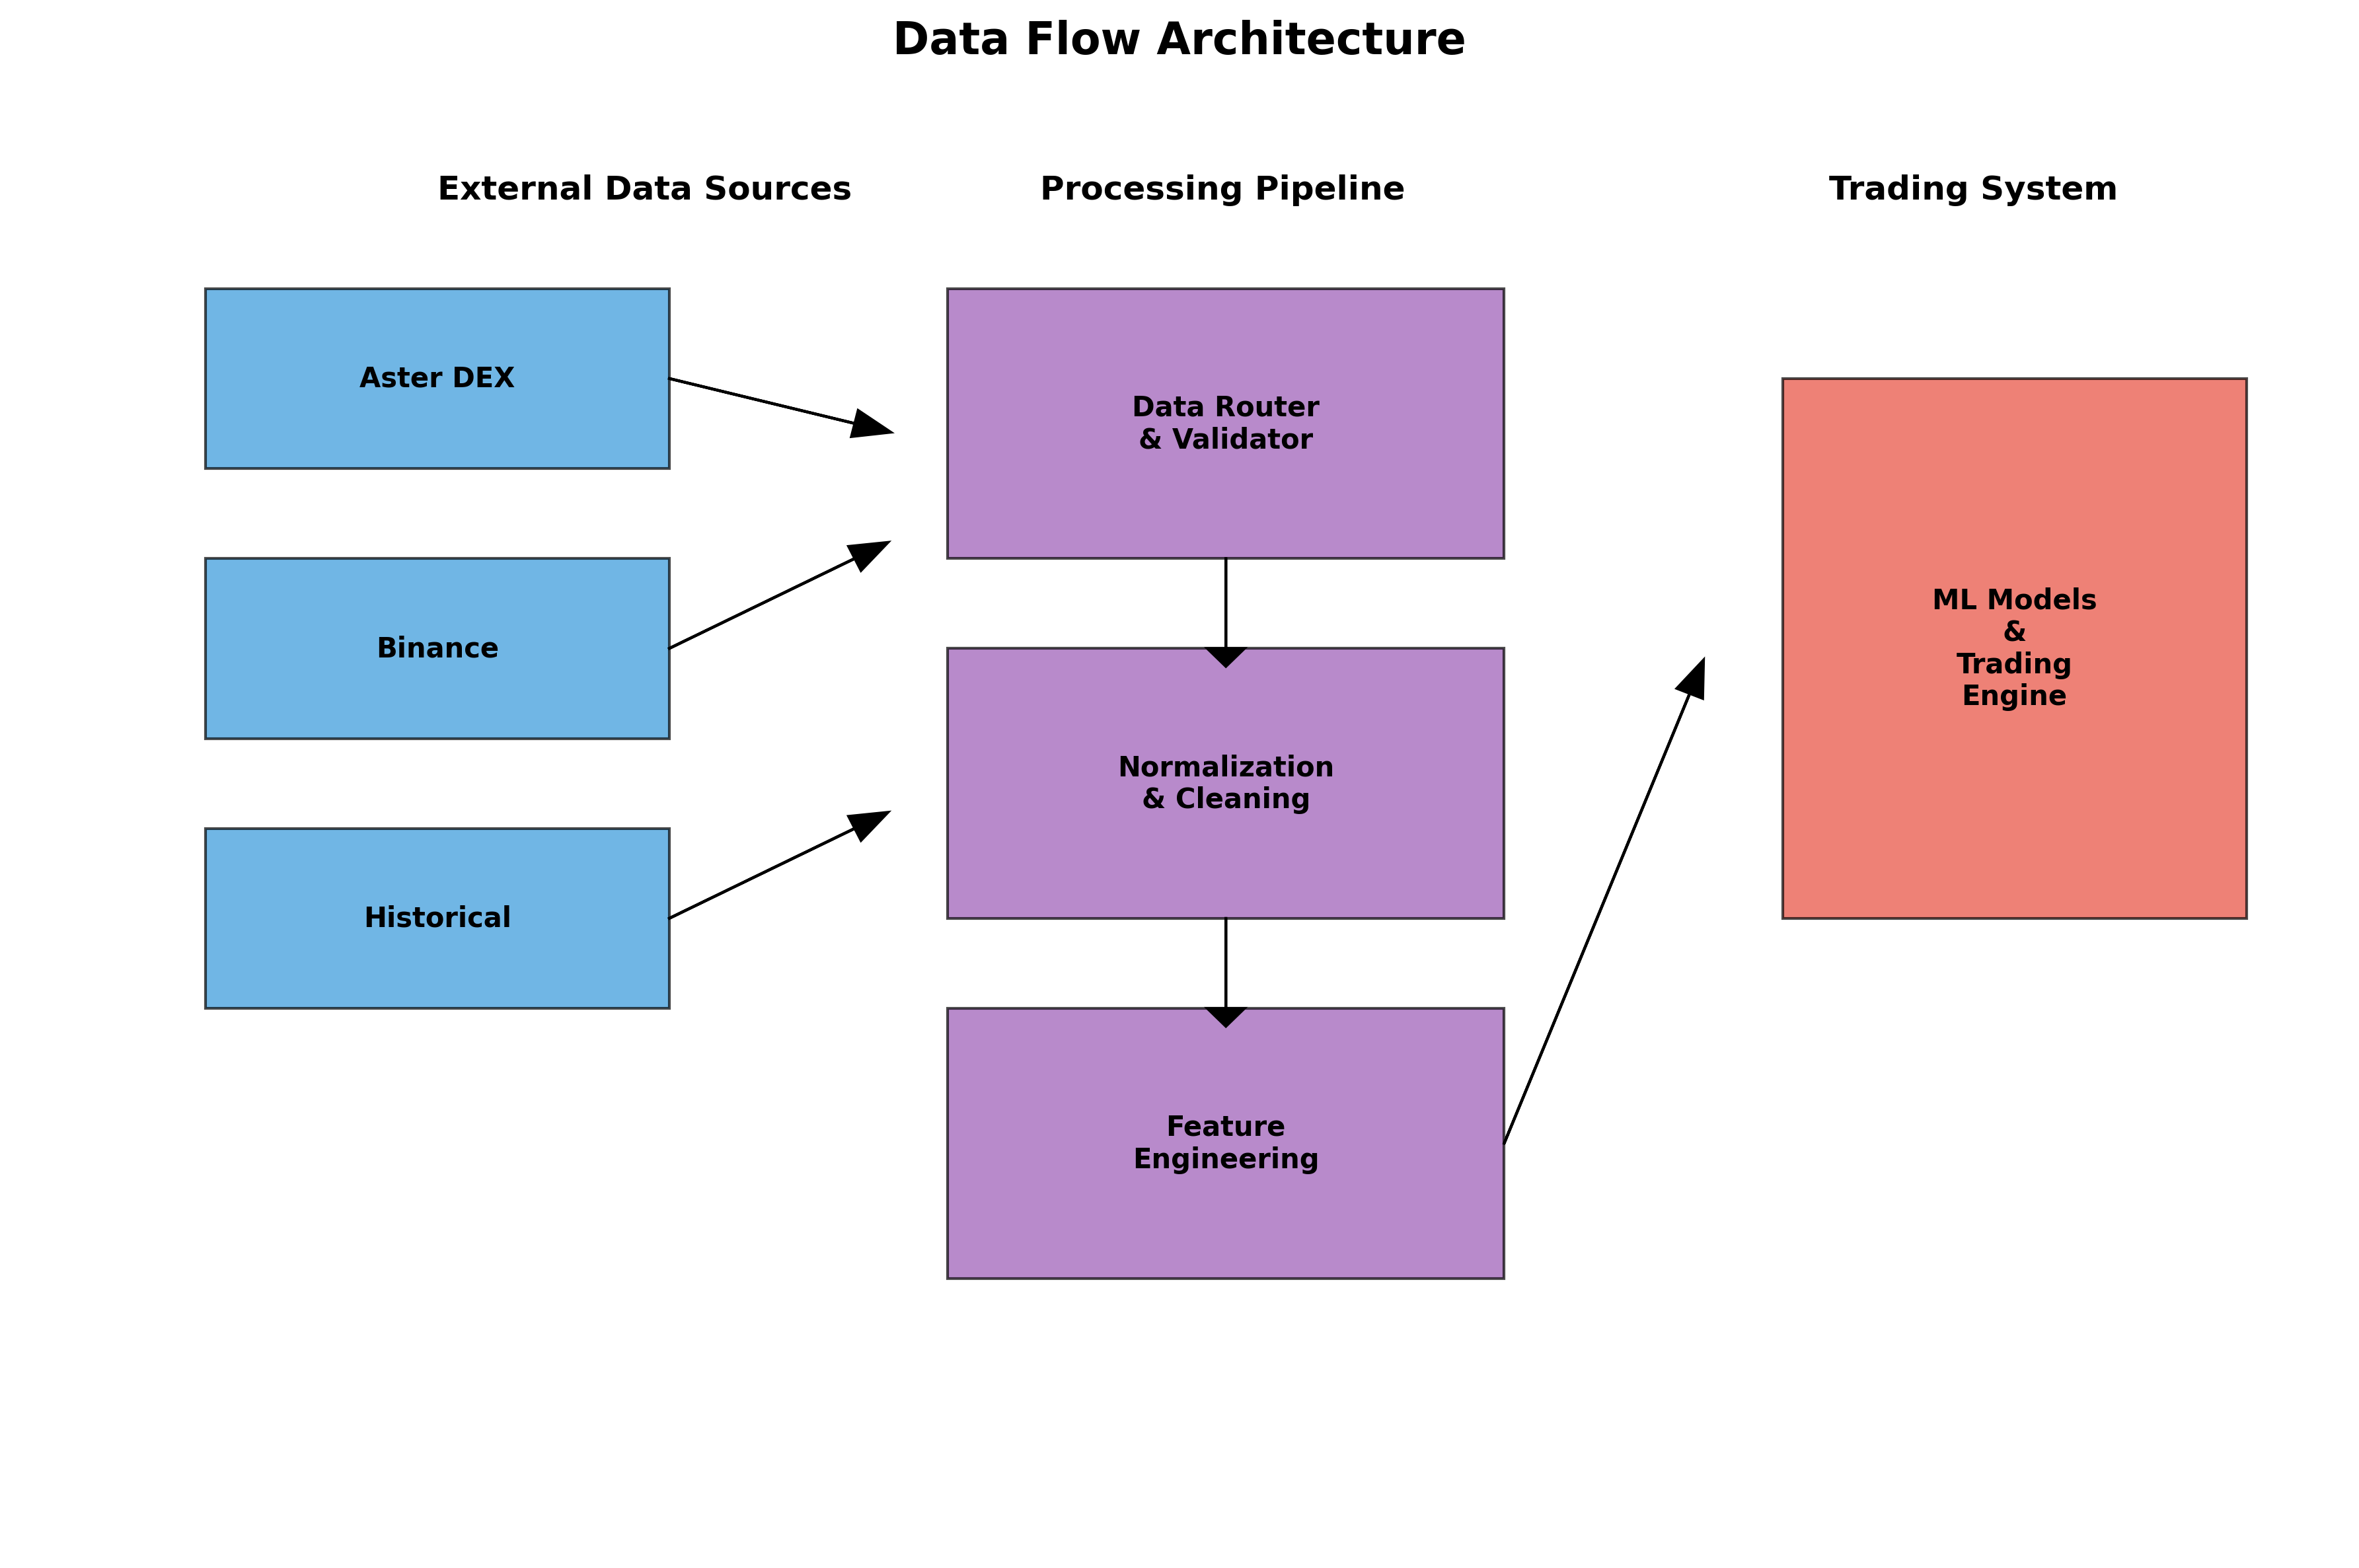 Data Flow Architecture
External Data Sources
Processing Pipeline
Trading System
Aster DEX
Binance
Historical
Data Router
& Validator
Normalization
& Cleaning
Feature
Engineering
ML Models
&
Trading
Engine